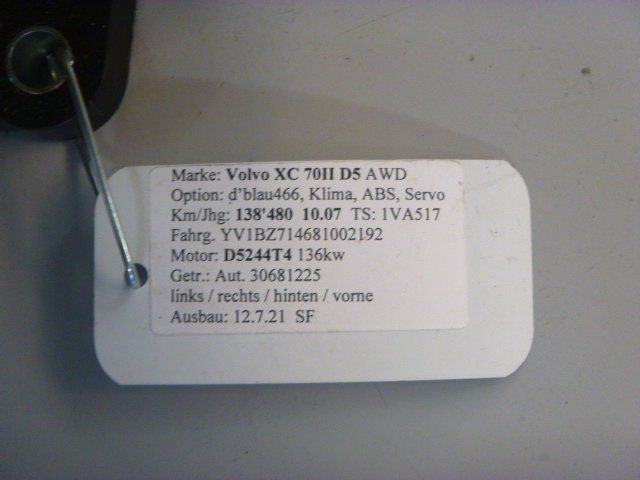 Marke: Volvo XC 70II D5 AWD
Option: d'blau466, Klima, ABS, Servo
Km/Jhg: 138'480 10.07 TS: 1VA517
Fahrg. YV1BZ714681002192
Motor: D5244T4 136kw
Getr.: Aut. 30681225
links / rechts / hinten / vorne
Ausbau: 12.7.21 SF